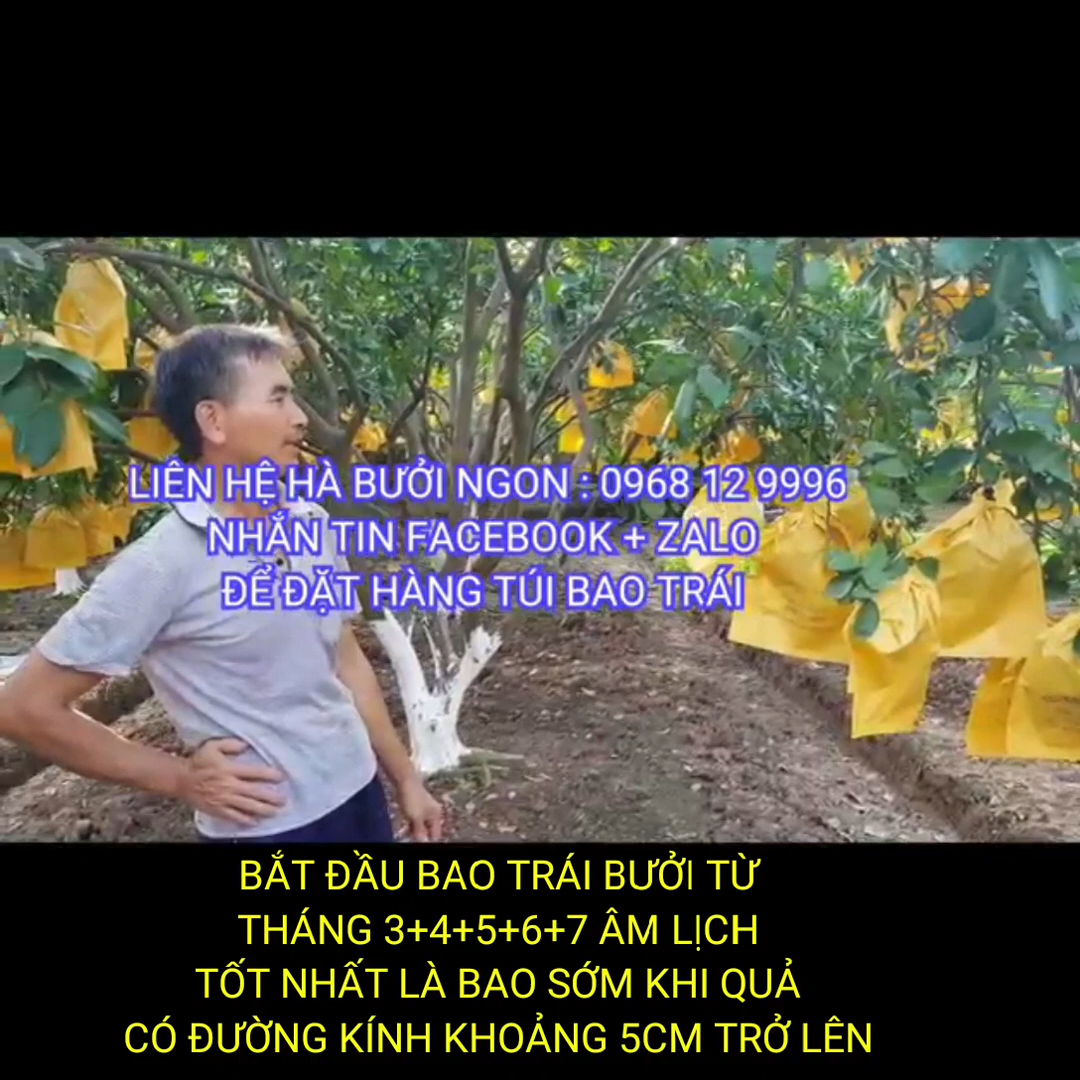 LIÊN HỆ HÀ BƯỞI NGON : 0968 12 9996
NHẮN TIN FACEBOOK + ZALO
ĐỂ ĐẶT HÀNG TÚI BAO TRÁI
BẮT ĐẦU BAO TRÁI BƯỞI TỪ
THÁNG 3+4+5+6+7 ÂM LỊCH
TỐT NHẤT LÀ BAO SỚM KHI QUẢ
CÓ ĐƯỜNG KÍNH KHOẢNG 5CM TRỞ LÊN